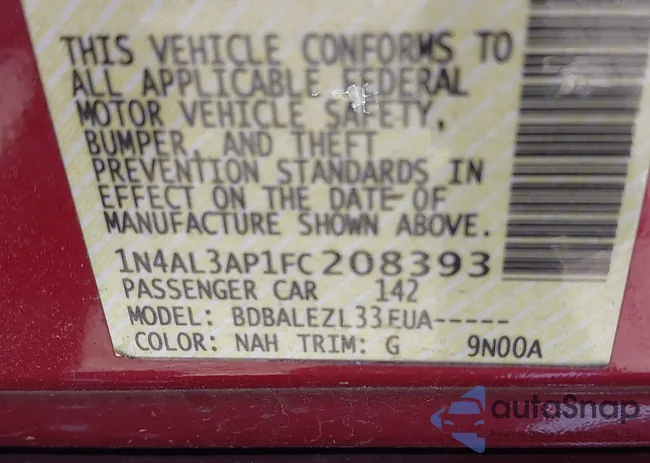 THIS VEHICLE CONFORMS TO
ALL APPLICABLE FEDERAL
MOTOR VEHICLE SAFETY,
BUMPER, AND THEFT
PREVENTION STANDARDS IN
EFFECT ON THE DATE OF
MANUFACTURE SHOWN ABOVE.
1N4AL3AP1FC208393
PASSENGER CAR 142
MODEL: BDBALEZL33EUA-----
COLOR: NAH TRIM: G 9N00A
autoSnap